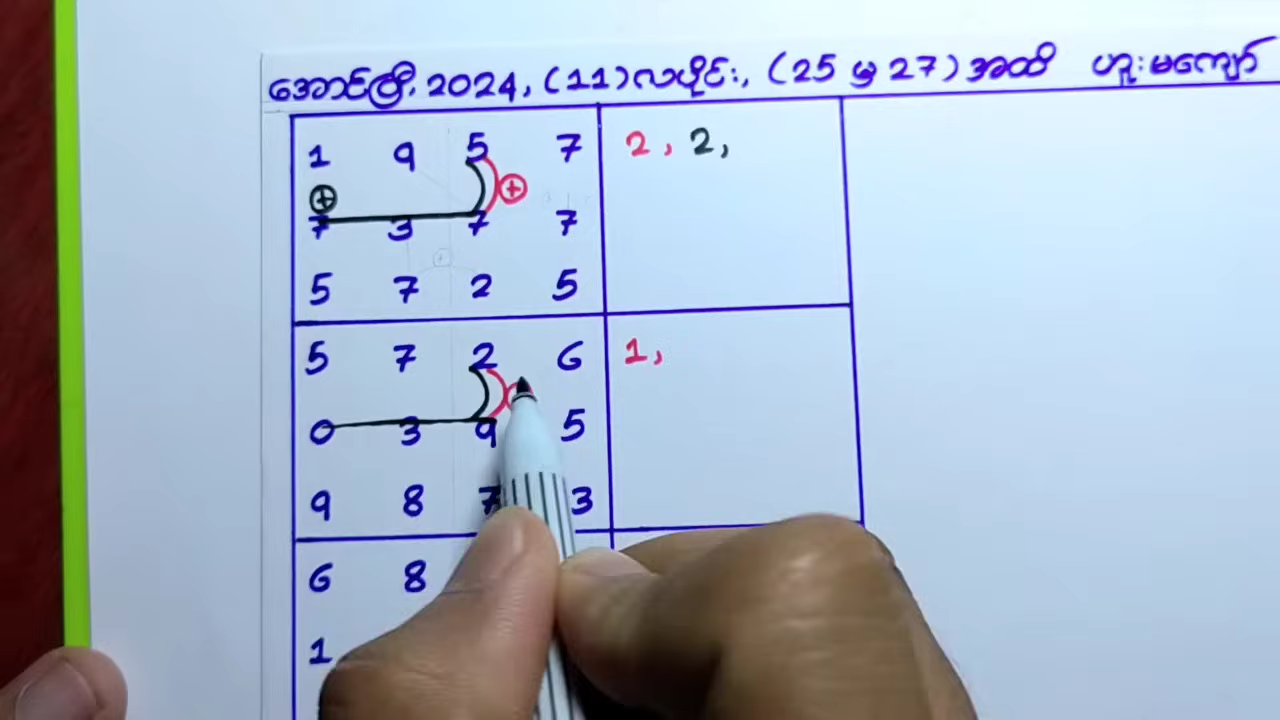 အောင်ကြီး, 2024, (11)လပိုင်း, (25 မှ 27)အထိ ဟူးမကျော်
1 9 5 7 2, 2,
⊕ ⊕
7 3 7 7
5 7 2 5
5 7 2 6 1,
0 3 9 5
9 8 7 3
6 8
1